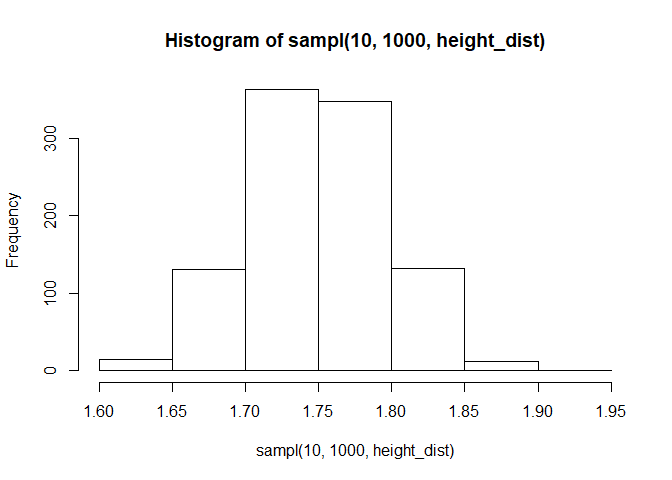 Histogram of sampl(10, 1000, height_dist)
Frequency
300
200
100
0
1.60 1.65 1.70 1.75 1.80 1.85 1.90 1.95
sampl(10, 1000, height_dist)